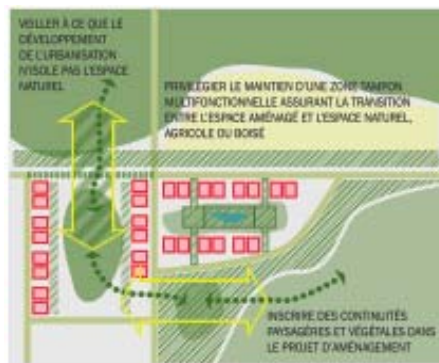 VEILLER À CE QUE LE
DÉVELOPPEMENT
DE L'URBANISATION
N'ISOLE PAS L'ESPACE
NATUREL
PRIVILÉGIER LE MAINTIEN D'UNE ZONE TAMPON
MULTIFONCTIONNELLE ASSURANT LA TRANSITION
ENTRE L'ESPACE AMÉNAGÉ ET L'ESPACE NATUREL,
AGRICOLE OU BOISÉ
INSCRIRE DES CONTINUITÉS
PAYSAGÈRES ET VÉGÉTALES DANS
LE PROJET D'AMÉNAGEMENT